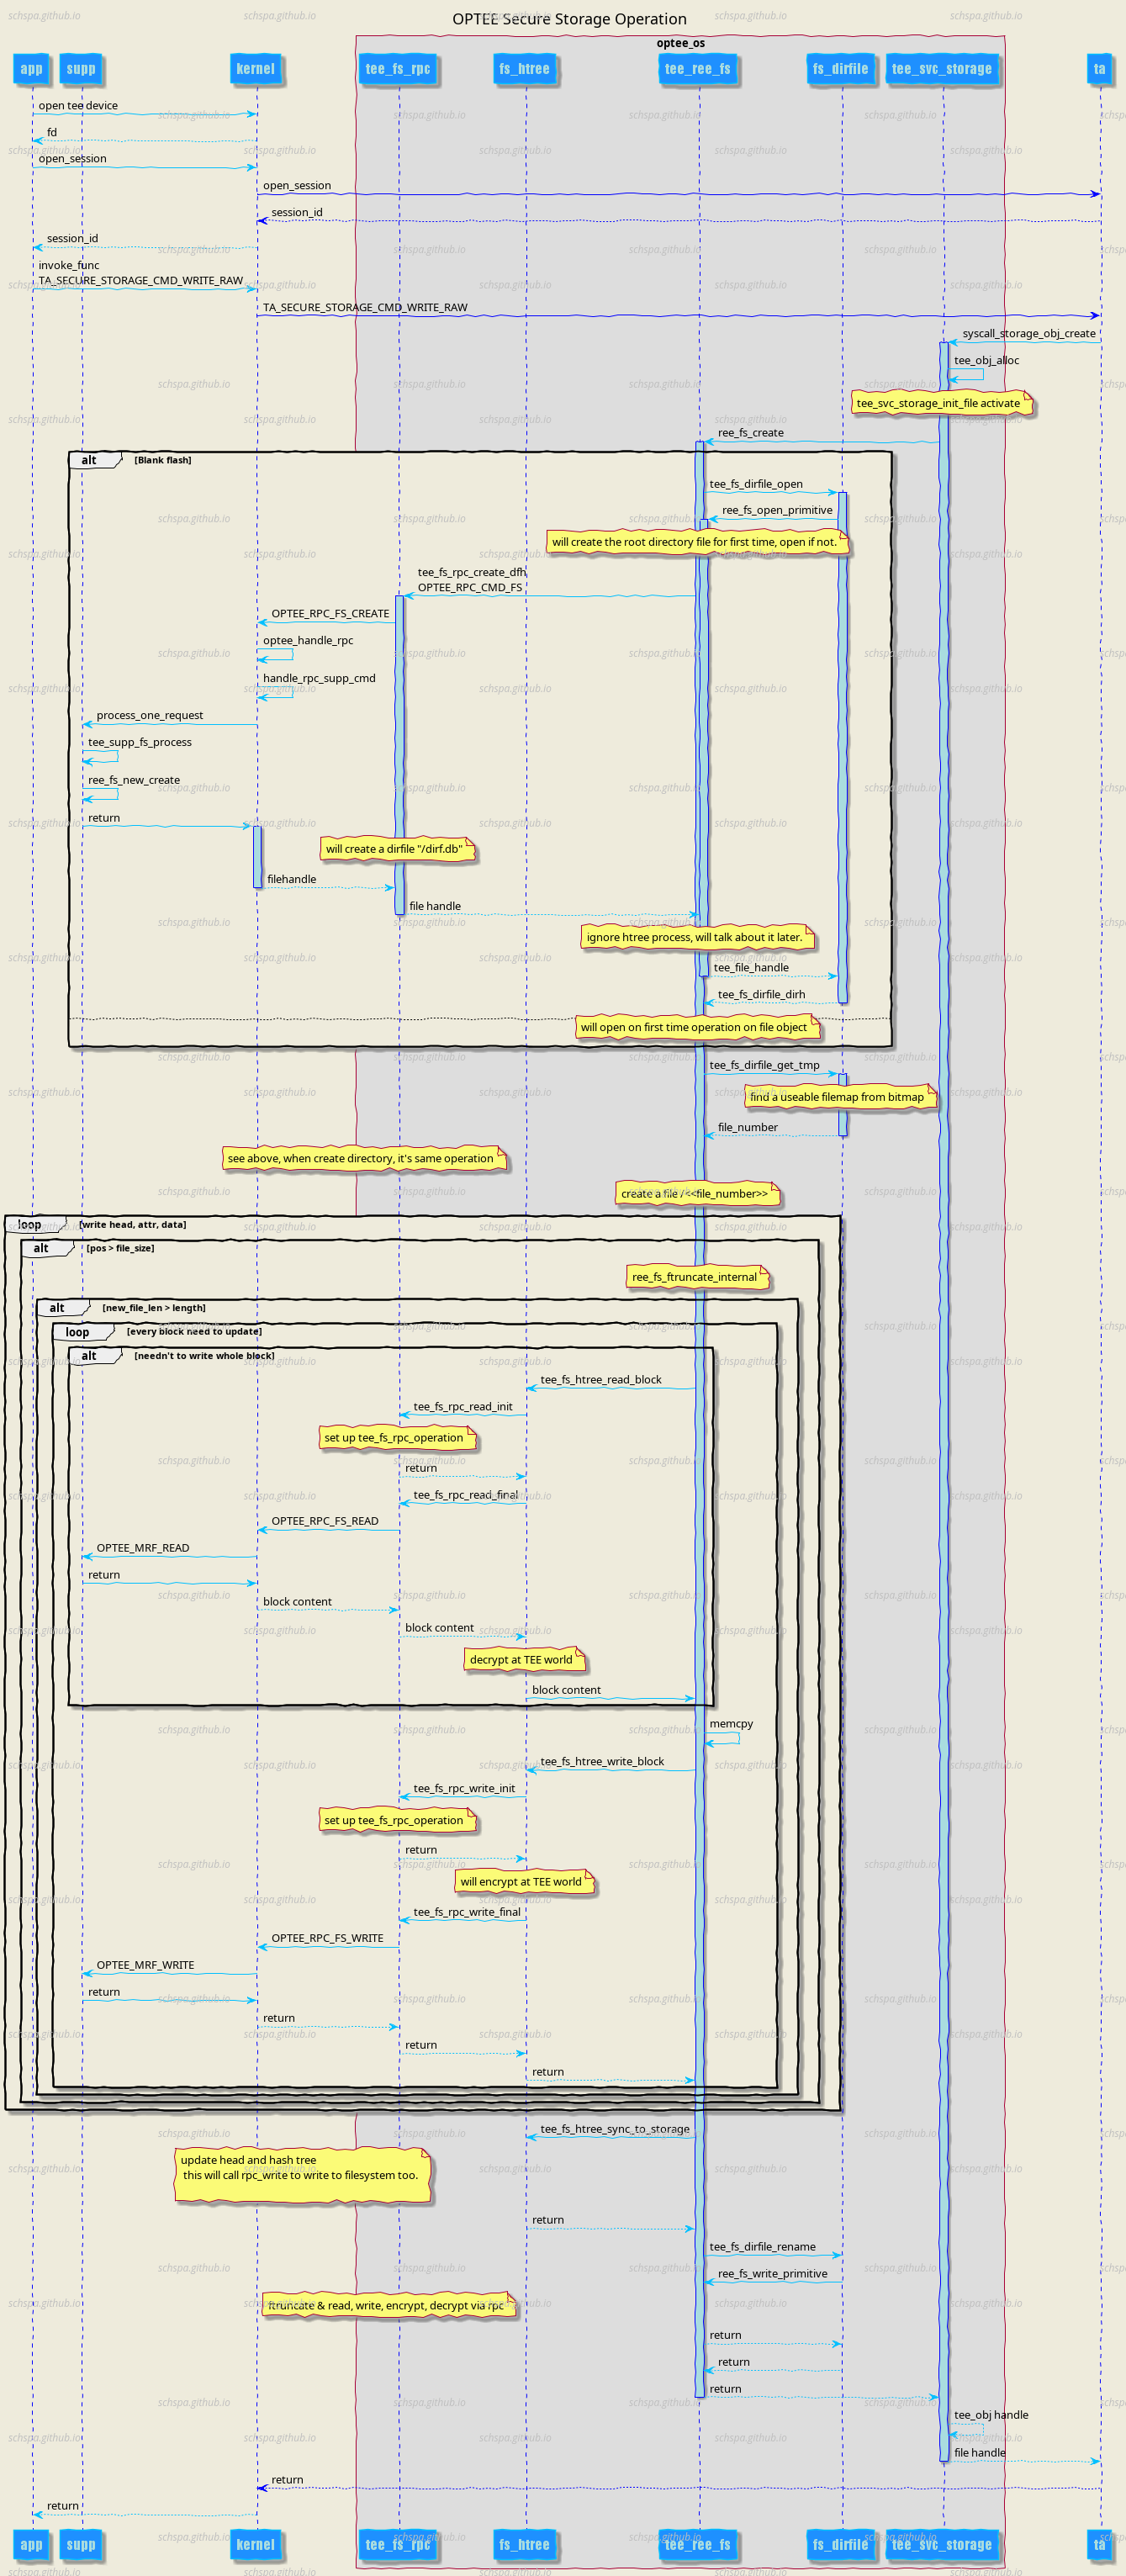 OPTEE Secure Storage Operation
optee_os
app
supp
kernel
tee_fs_rpc
fs_htree
tee_ree_fs
fs_dirfile
tee_svc_storage
ta
open tee device
fd
open_session
open_session
session_id
session_id
invoke_func
TA_SECURE_STORAGE_CMD_WRITE_RAW
TA_SECURE_STORAGE_CMD_WRITE_RAW
syscall_storage_obj_create
tee_obj_alloc
tee_svc_storage_init_file activate
ree_fs_create
alt [Blank flash]
tee_fs_dirfile_open
ree_fs_open_primitive
will create the root directory file for first time, open if not.
tee_fs_rpc_create_dfh
OPTEE_RPC_CMD_FS
OPTEE_RPC_FS_CREATE
optee_handle_rpc
handle_rpc_supp_cmd
process_one_request
tee_supp_fs_process
ree_fs_new_create
return
will create a dirfile "/dirf.db"
filehandle
file handle
ignore htree process, will talk about it later.
tee_file_handle
tee_fs_dirfile_dirh
will open on first time operation on file object
tee_fs_dirfile_get_tmp
find a useable filemap from bitmap
file_number
see above, when create directory, it's same operation
create a file /<<file_number>>
loop [write head, attr, data]
alt [pos > file_size]
ree_fs_ftruncate_internal
alt [new_file_len > length]
loop [every block need to update]
alt [needn't to write whole block]
tee_fs_htree_read_block
tee_fs_rpc_read_init
set up tee_fs_rpc_operation
return
tee_fs_rpc_read_final
OPTEE_RPC_FS_READ
OPTEE_MRF_READ
return
block content
block content
decrypt at TEE world
block content
memcpy
tee_fs_htree_write_block
tee_fs_rpc_write_init
set up tee_fs_rpc_operation
return
will encrypt at TEE world
tee_fs_rpc_write_final
OPTEE_RPC_FS_WRITE
OPTEE_MRF_WRITE
return
return
return
return
tee_fs_htree_sync_to_storage
update head and hash tree
this will call rpc_write to write to filesystem too.
return
tee_fs_dirfile_rename
ree_fs_write_primitive
ftruncate & read, write, encrypt, decrypt via rpc
return
return
return
tee_obj handle
file handle
return
return
app
supp
kernel
tee_fs_rpc
fs_htree
tee_ree_fs
fs_dirfile
tee_svc_storage
ta
schspa.github.io